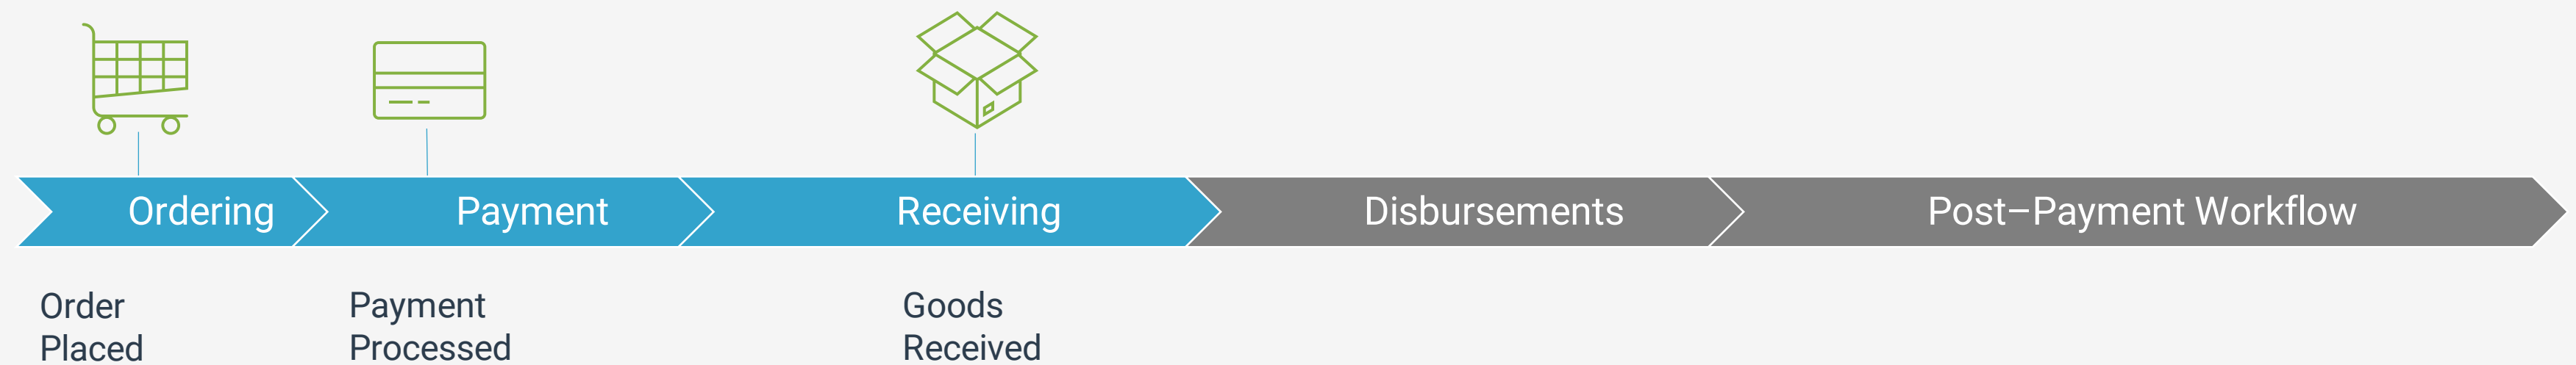 Ordering
Payment
Receiving
Disbursements
Post–Payment Workflow
Order
Placed
Payment
Processed
Goods
Received